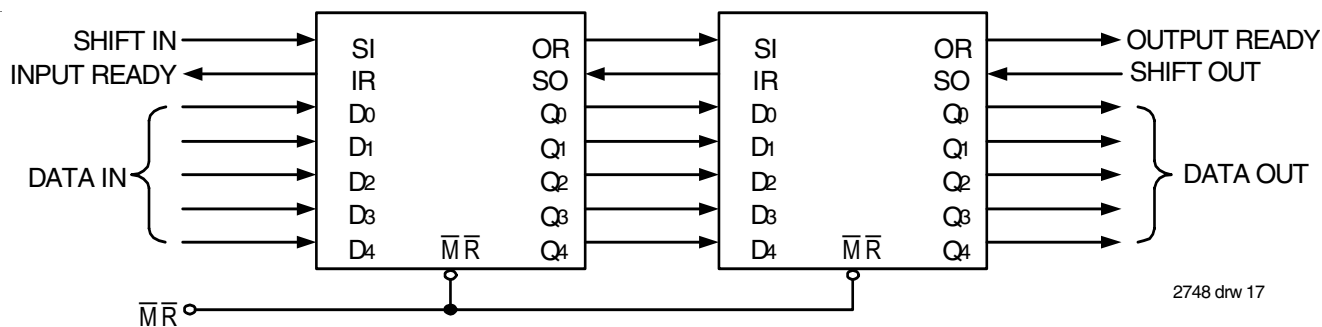 SHIFT IN SI OR SI OR OUTPUT READY
INPUT READY IR SO IR SO SHIFT OUT
D0 Q0 D0 Q0
D1 Q1 D1 Q1
DATA IN D2 Q2 D2 Q2 DATA OUT
D3 Q3 D3 Q3
D4 M̅R̅ Q4 D4 M̅R̅ Q4
2748 drw 17
M̅R̅